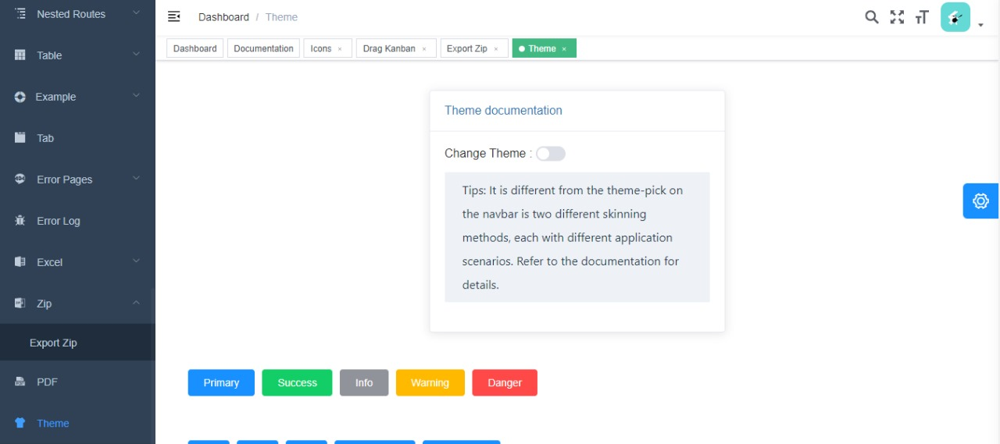 Nested Routes
Table
Example
Tab
Error Pages
Error Log
Excel
Zip
Export Zip
PDF
Theme
Dashboard / Theme
Dashboard
Documentation
Icons ×
Drag Kanban ×
Export Zip ×
Theme ×
Theme documentation
Change Theme :
Tips: It is different from the theme-pick on
the navbar is two different skinning
methods, each with different application
scenarios. Refer to the documentation for
details.
Primary
Success
Info
Warning
Danger